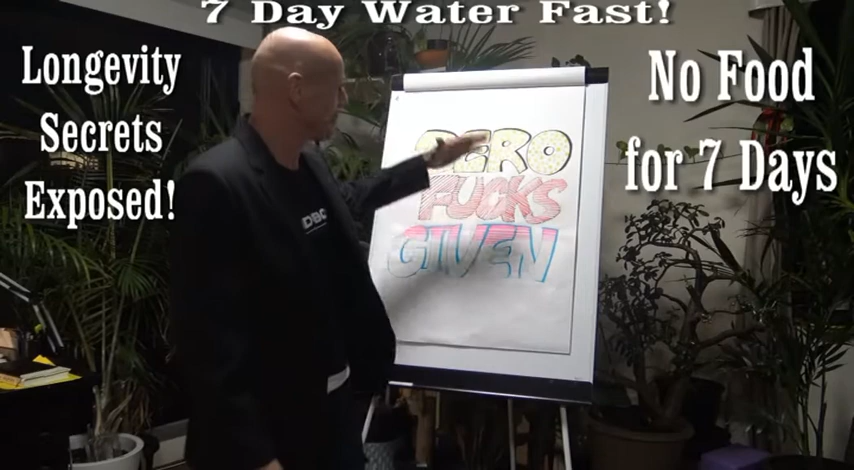 7 Day Water Fast!
Longevity
Secrets
Exposed!
No Food
for 7 Days
ZERO
FUCKS
GIVEN
DBC